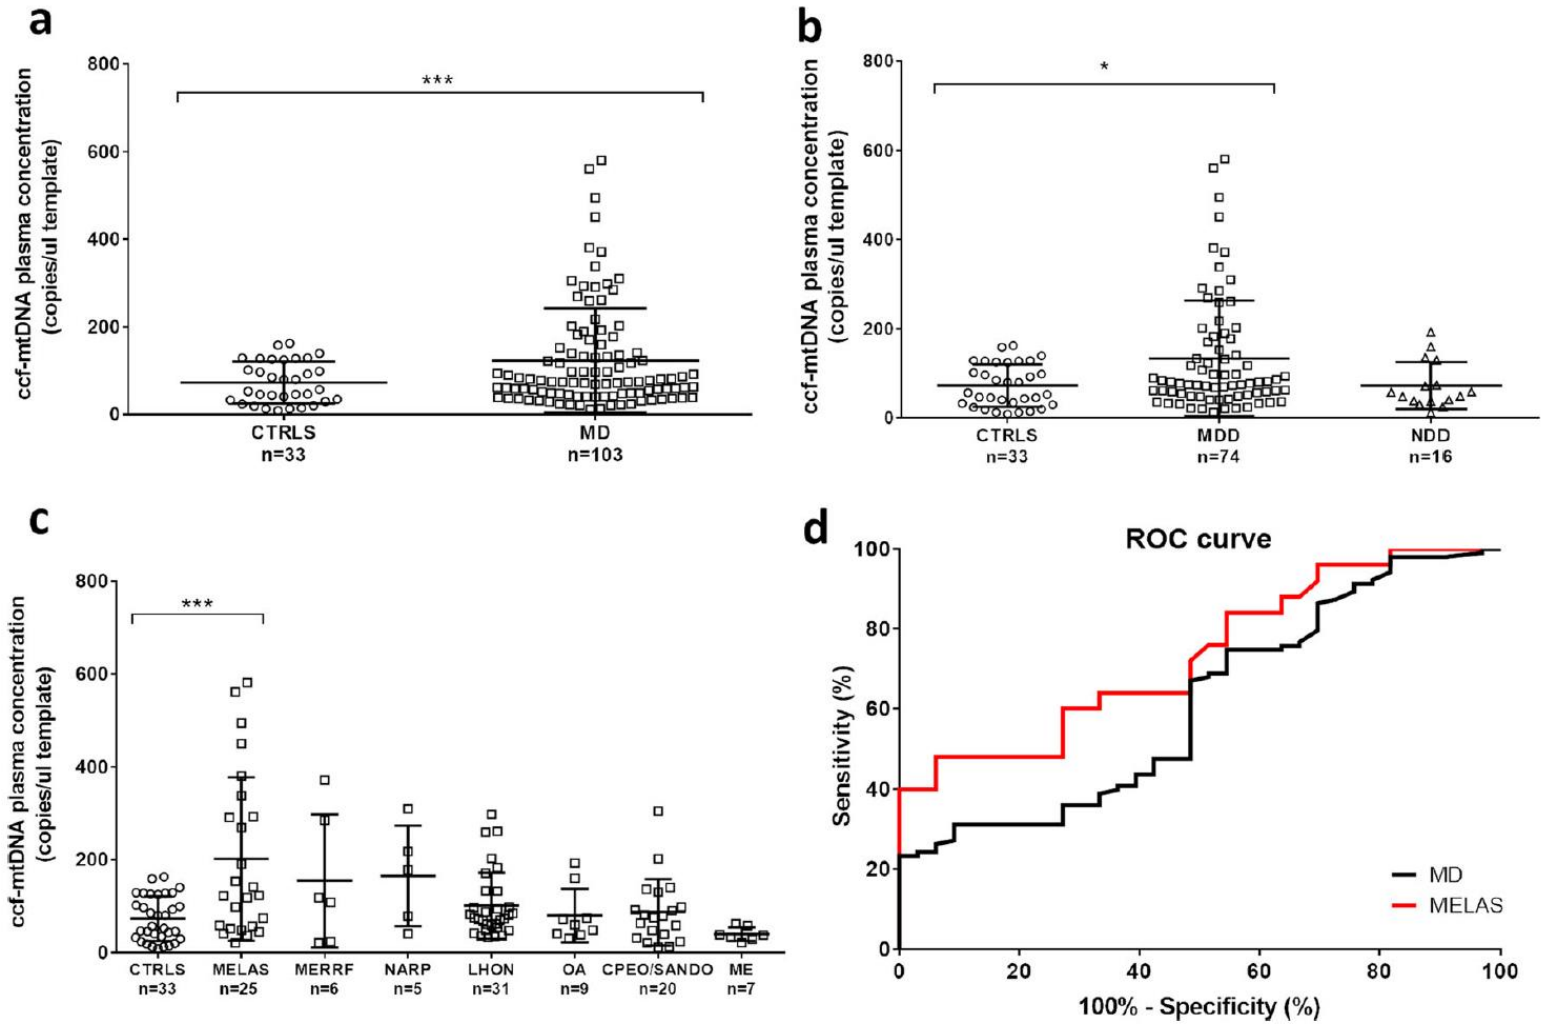 a
ccf-mtDNA plasma concentration
(copies/ul template)
800
600
400
200
0
***
CTRLS
n=33
MD
n=103
b
ccf-mtDNA plasma concentration
(copies/ul template)
800
600
400
200
0
*
CTRLS
n=33
MDD
n=74
NDD
n=16
c
ccf-mtDNA plasma concentration
(copies/ul template)
800
600
400
200
0
***
CTRLS
n=33
MELAS
n=25
MERRF
n=6
NARP
n=5
LHON
n=31
OA
n=9
CPEO/SANDO
n=20
ME
n=7
d
ROC curve
Sensitivity (%)
100
80
60
40
20
0
MD
MELAS
0 20 40 60 80 100
100% - Specificity (%)